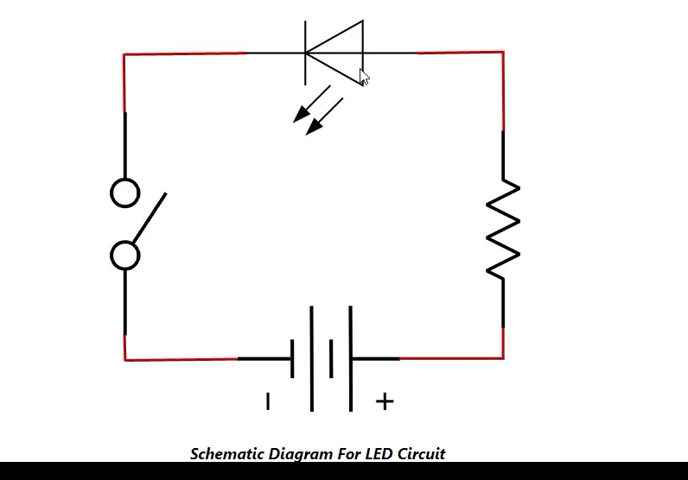 – +
Schematic Diagram For LED Circuit